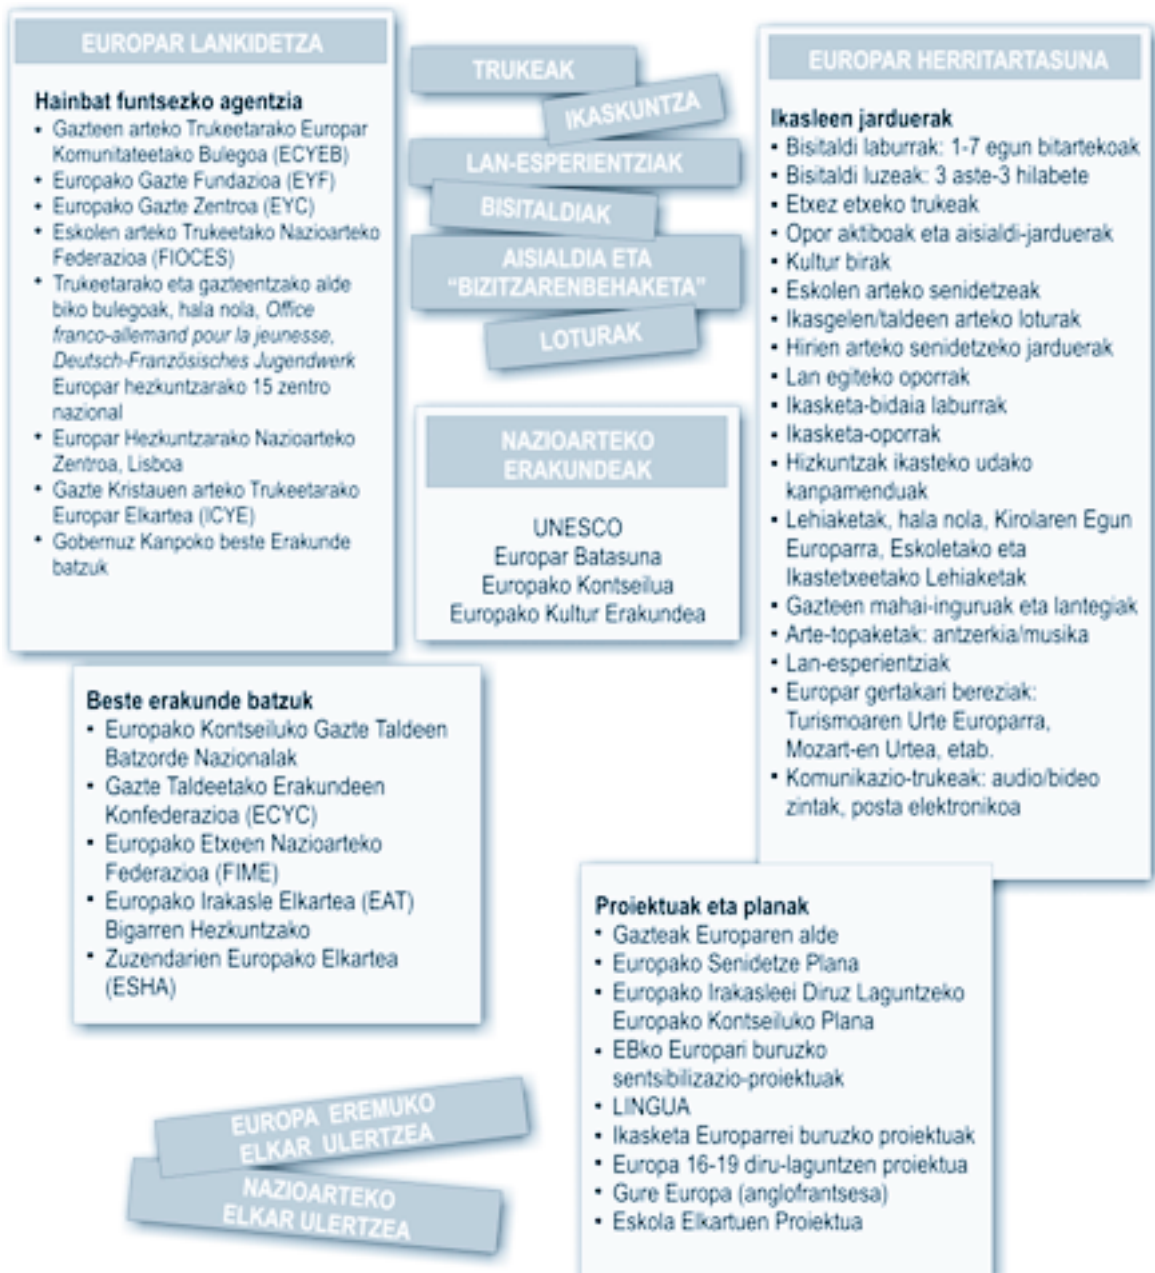 EUROPAR LANKIDETZA
Hainbat funtsezko agentzia
• Gazteen arteko Trukeetarako Europar
Komunitateetako Bulegoa (ECYEB)
• Europako Gazte Fundazioa (EYF)
• Europako Gazte Zentroa (EYC)
• Eskolen arteko Trukeetako Nazioarteko
Federazioa (FIOCES)
• Trukeetarako eta gazteentzako alde
biko bulegoak, hala nola, Office
franco-allemand pour la jeunesse,
Deutsch-Französisches Jugendwerk
Europar hezkuntzarako 15 zentro
nazional
• Europar Hezkuntzarako Nazioarteko
Zentroa, Lisboa
• Gazte Kristauen arteko Trukeetarako
Europar Elkartea (ICYE)
• Gobernuz Kanpoko beste Erakunde
batzuk
TRUKEAK
IKASKUNTZA
LAN-ESPERIENTZIAK
BISITALDIAK
AISIALDIA ETA
“BIZITZARENBEHAKETA”
LOTURAK
NAZIOARTEKO
ERAKUNDEAK
UNESCO
Europar Batasuna
Europako Kontseilua
Europako Kultur Erakundea
EUROPAR HERRITARTASUNA
Ikasleen jarduerak
• Bisitaldi laburrak: 1-7 egun bitartekoak
• Bisitaldi luzeak: 3 aste-3 hilabete
• Etxez etxeko trukeak
• Opor aktiboak eta aisialdi-jarduerak
• Kultur birak
• Eskolen arteko senidetzeak
• Ikasgelen/taldeen arteko loturak
• Hirien arteko senidetzeko jarduerak
• Lan egiteko oporrak
• Ikasketa-bidaia laburrak
• Ikasketa-oporrak
• Hizkuntzak ikasteko udako
kanpamenduak
• Lehiaketak, hala nola, Kirolaren Egun
Europarra, Eskoletako eta
Ikastetxeetako Lehiaketak
• Gazteen mahai-inguruak eta lantegiak
• Arte-topaketak: antzerkia/musika
• Lan-esperientziak
• Europar gertakari bereziak:
Turismoaren Urte Europarra,
Mozart-en Urtea, etab.
• Komunikazio-trukeak: audio/bideo
zintak, posta elektronikoa
Beste erakunde batzuk
• Europako Kontseiluko Gazte Taldeen
Batzorde Nazionalak
• Gazte Taldeetako Erakundeen
Konfederazioa (ECYC)
• Europako Etxeen Nazioarteko
Federazioa (FIME)
• Europako Irakasle Elkartea (EAT)
Bigarren Hezkuntzako
• Zuzendarien Europako Elkartea
(ESHA)
Proiektuak eta planak
• Gazteak Europaren alde
• Europako Senidetze Plana
• Europako Irakasleei Diruz Laguntzeko
Europako Kontseiluko Plana
• EBko Europari buruzko
sentsibilizazio-proiektuak
• LINGUA
• Ikasketa Europarrei buruzko proiektuak
• Europa 16-19 diru-laguntzen proiektua
• Gure Europa (anglofrantsesa)
• Eskola Elkartuen Proiektua
EUROPA EREMUKO
ELKAR ULERTZEA
NAZIOARTEKO
ELKAR ULERTZEA